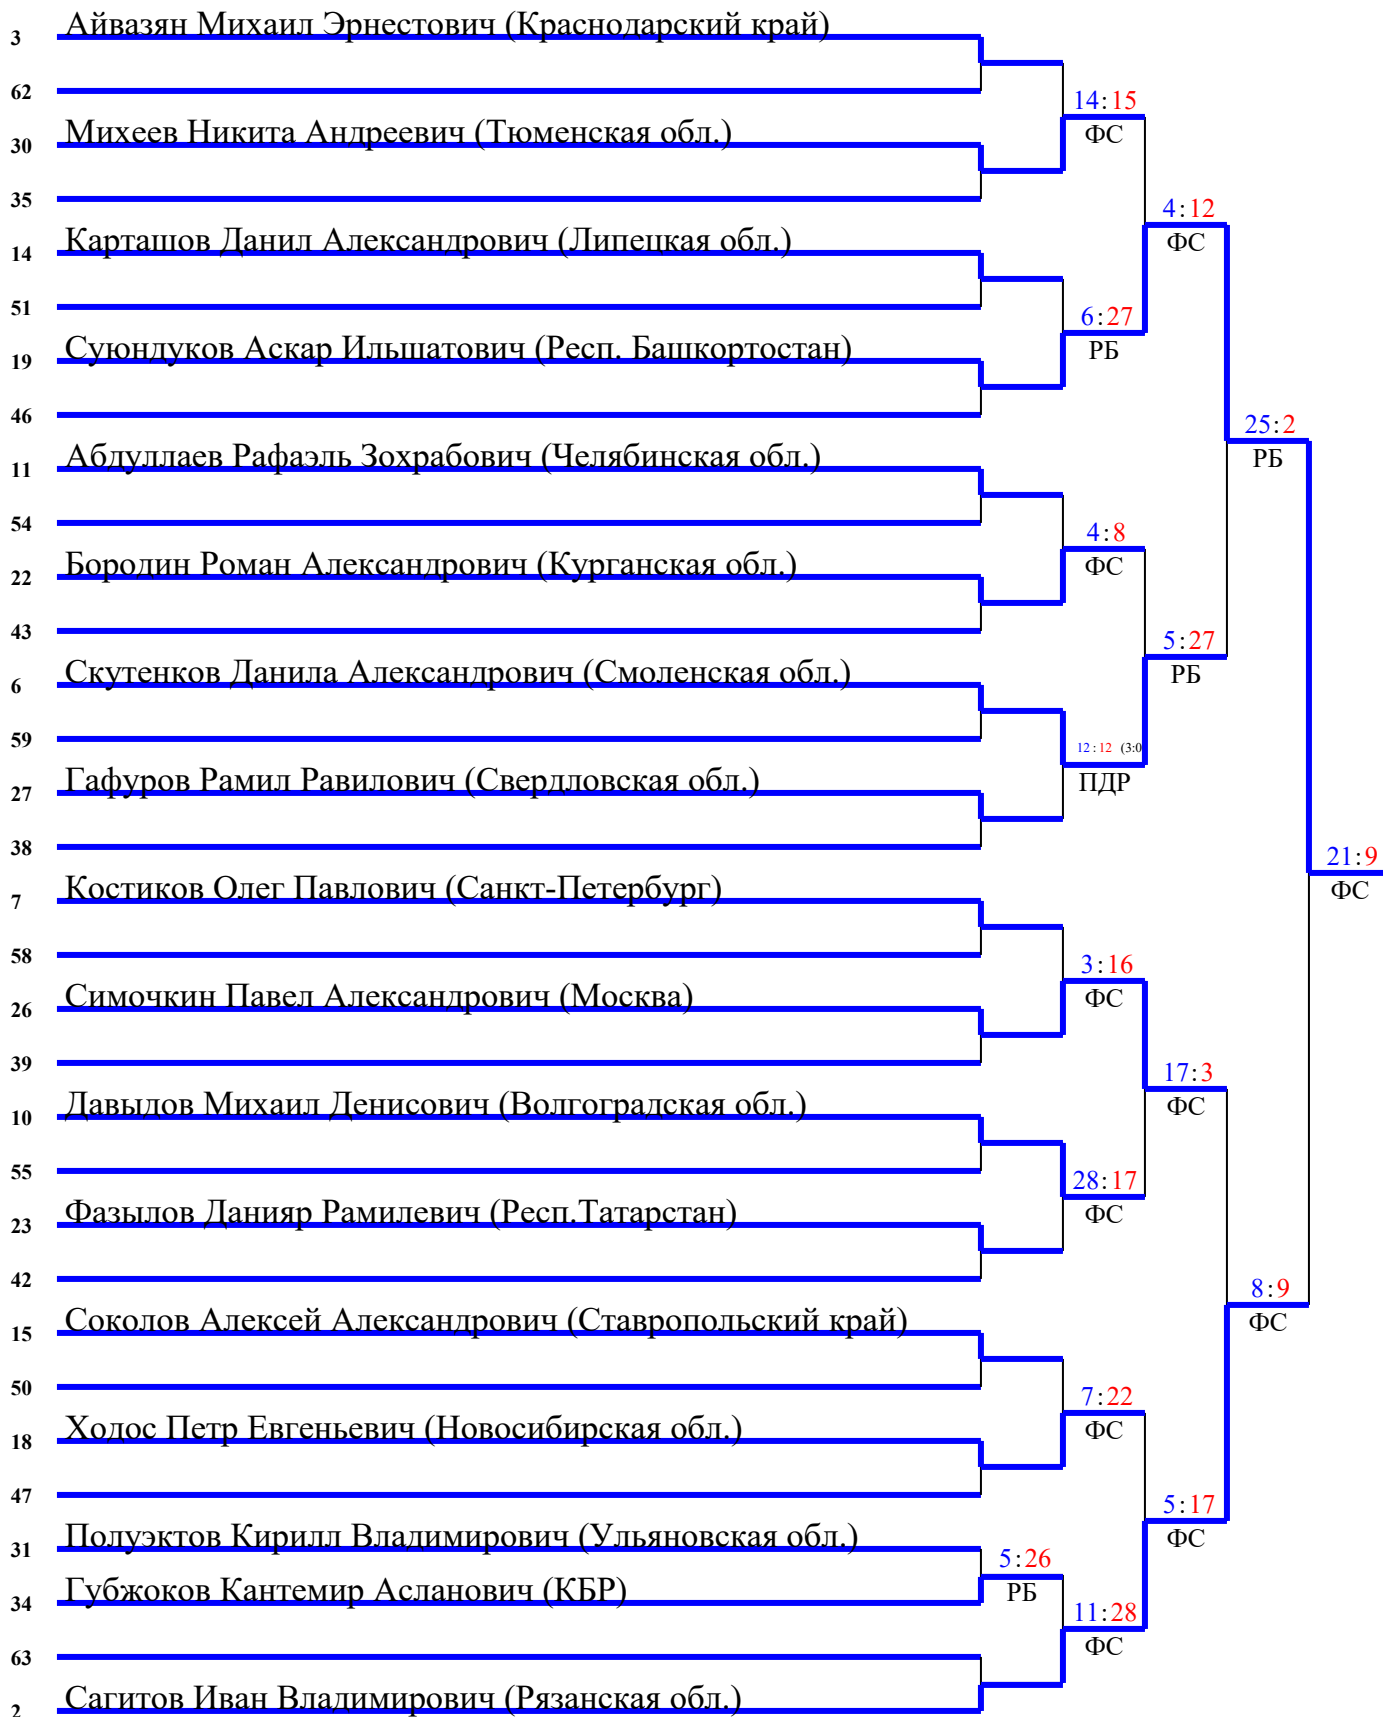 3 Айвазян Михаил Эрнестович (Краснодарский край)
62
14:15
ФС
30 Михеев Никита Андреевич (Тюменская обл.)
35
4:12
ФС
14 Карташов Данил Александрович (Липецкая обл.)
51
6:27
РБ
19 Суюндуков Аскар Ильшатович (Респ. Башкортостан)
46
25:2
РБ
11 Абдуллаев Рафаэль Зохрабович (Челябинская обл.)
54
4:8
ФС
22 Бородин Роман Александрович (Курганская обл.)
43
5:27
РБ
6 Скутенков Данила Александрович (Смоленская обл.)
59
12:12 (3:0
ПДР
27 Гафуров Рамил Равилович (Свердловская обл.)
38
21:9
ФС
7 Костиков Олег Павлович (Санкт-Петербург)
58
3:16
ФС
26 Симочкин Павел Александрович (Москва)
39
17:3
ФС
10 Давыдов Михаил Денисович (Волгоградская обл.)
55
28:17
ФС
23 Фазылов Данияр Рамилевич (Респ.Татарстан)
42
8:9
ФС
15 Соколов Алексей Александрович (Ставропольский край)
50
7:22
ФС
18 Ходос Петр Евгеньевич (Новосибирская обл.)
47
5:17
ФС
31 Полуэктов Кирилл Владимирович (Ульяновская обл.)
5:26
РБ
34 Губжоков Кантемир Асланович (КБР)
11:28
ФС
63
2 Сагитов Иван Владимирович (Рязанская обл.)